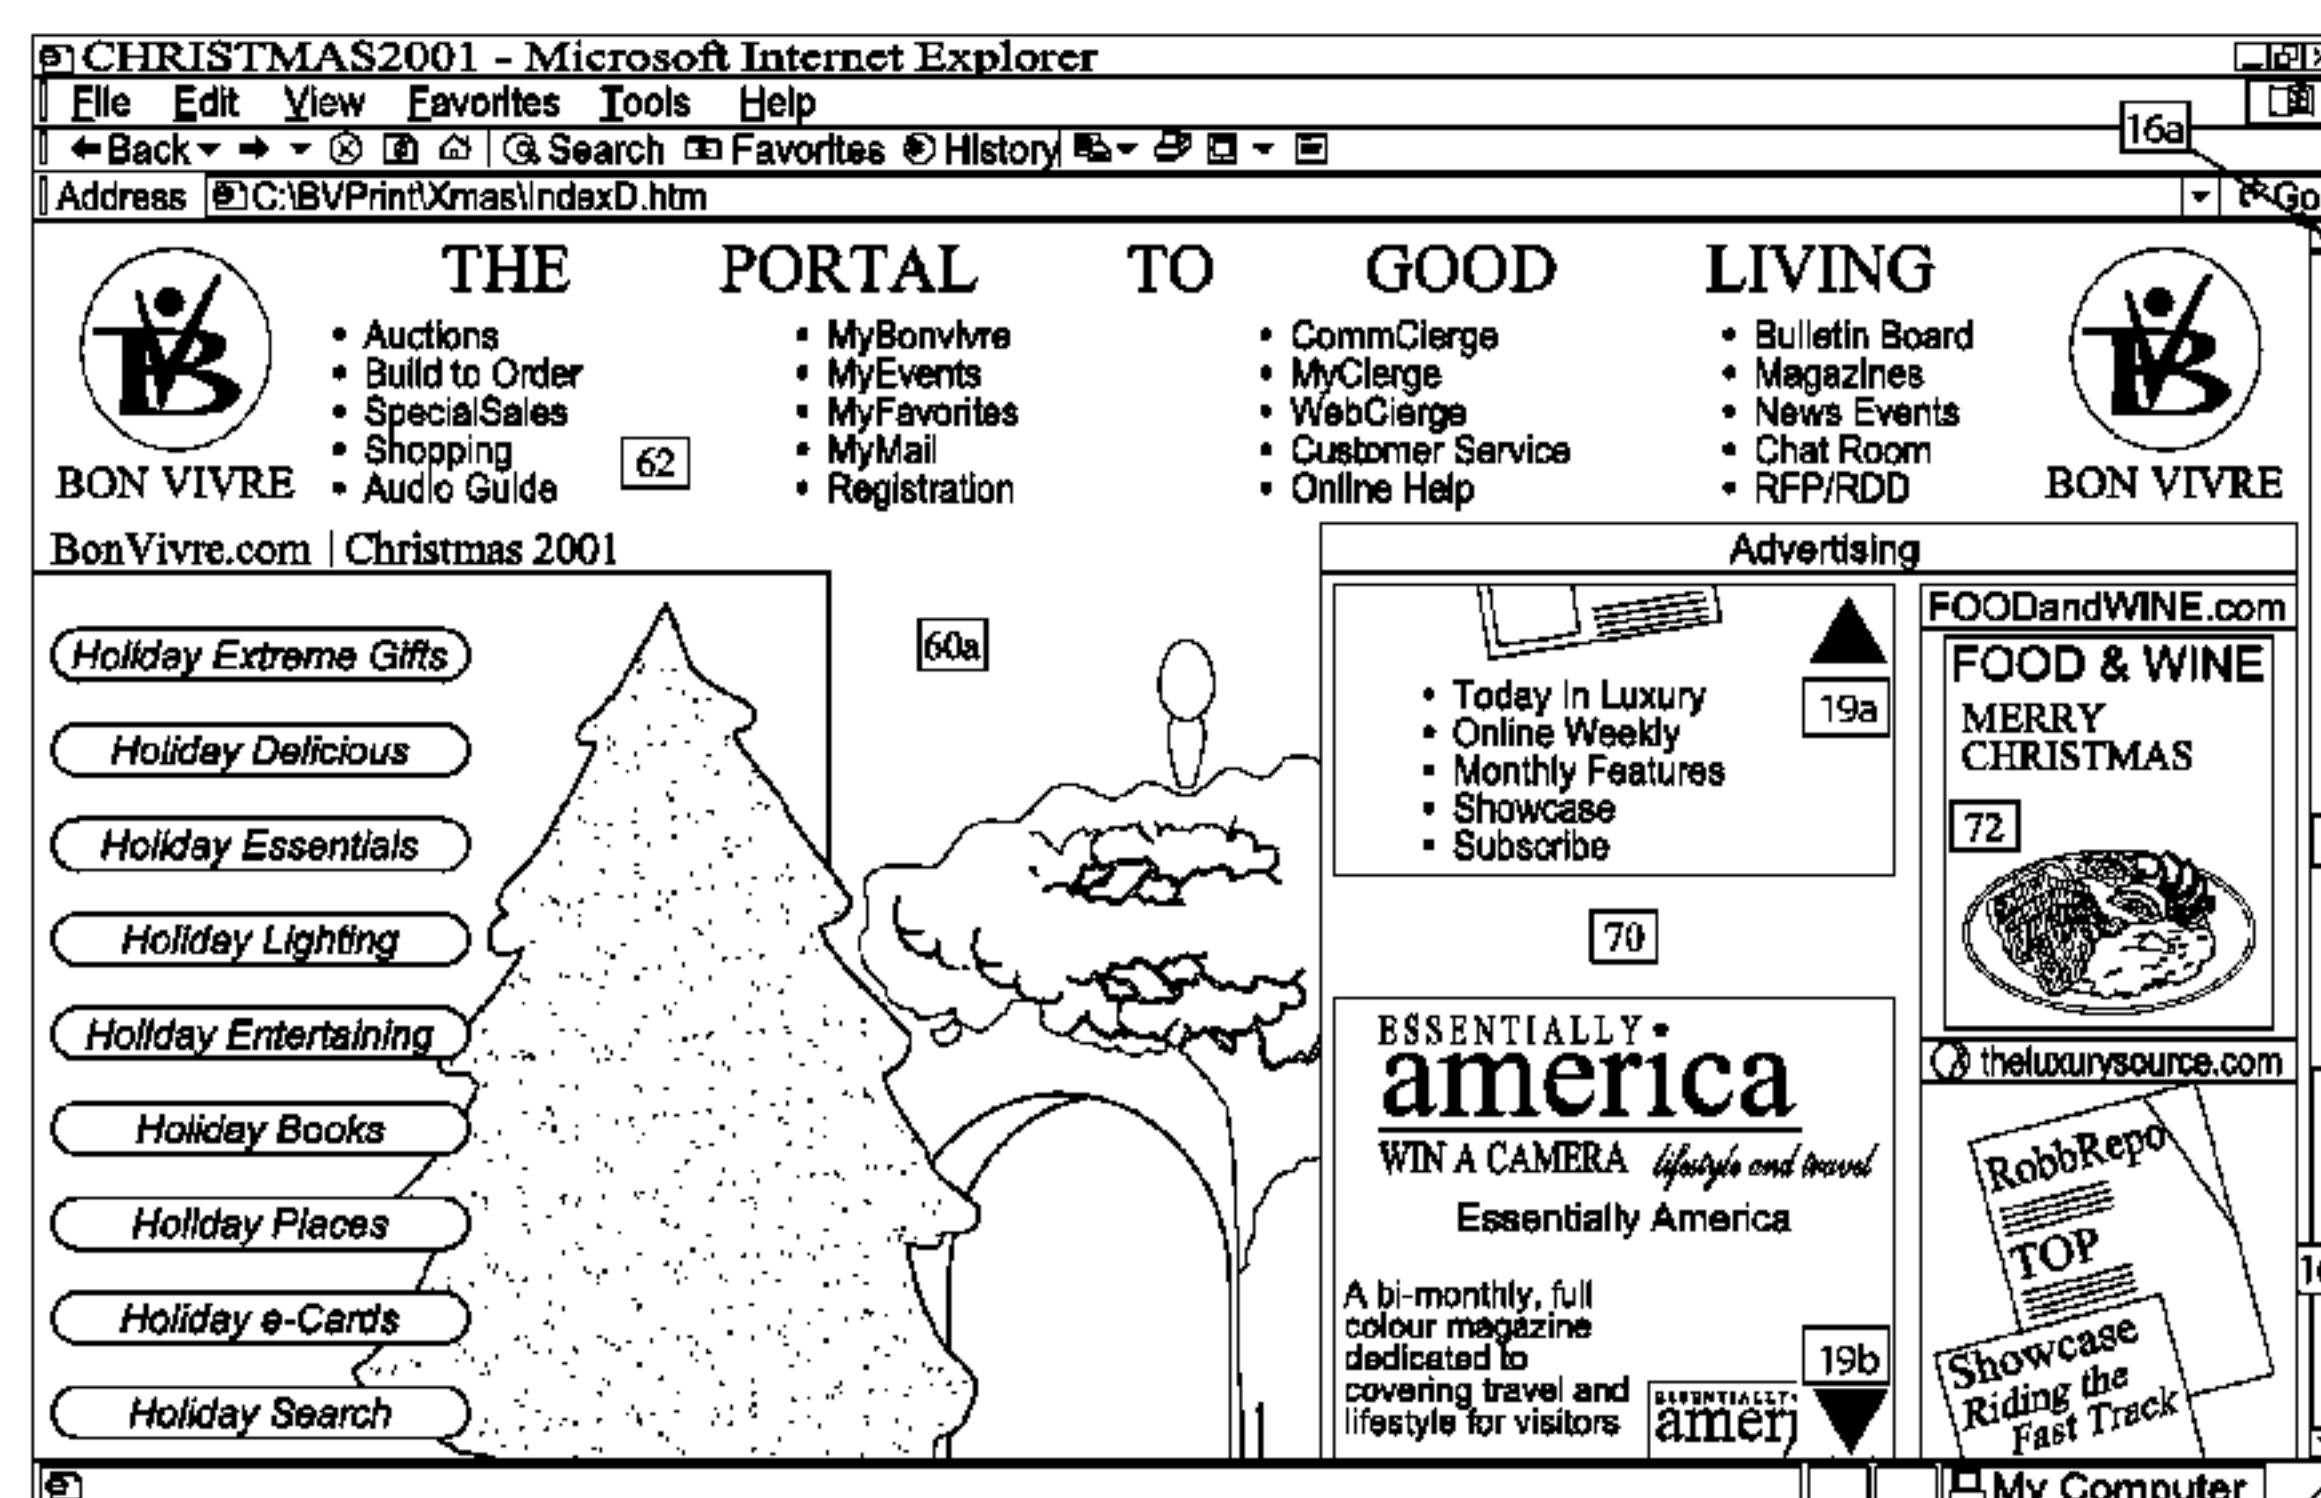 CHRISTMAS2001 - Microsoft Internet Explorer
File Edit View Favorites Tools Help
16a
Back Search Favorites History
Address C:\BVPrint\Xmas\IndexD.htm Go
THE PORTAL TO GOOD LIVING
BON VIVRE
• Auctions
• Build to Order
• SpecialSales
• Shopping
• Audio Guide
62
• MyBonvivre
• MyEvents
• MyFavorites
• MyMail
• Registration
• CommCierge
• MyCierge
• WebCierge
• Customer Service
• Online Help
• Bulletin Board
• Magazines
• News Events
• Chat Room
• RFP/RDD
BON VIVRE
BonVivre.com | Christmas 2001
Holiday Extreme Gifts
Holiday Delicious
Holiday Essentials
Holiday Lighting
Holiday Entertaining
Holiday Books
Holiday Places
Holiday e-Cards
Holiday Search
60a
Advertising
• Today in Luxury
• Online Weekly
• Monthly Features
• Showcase
• Subscribe
19a
70
ESSENTIALLY•
america
WIN A CAMERA lifestyle and travel
Essentially America
A bi-monthly, full
colour magazine
dedicated to
covering travel and
lifestyle for visitors
ESSENTIALLY•
amer
19b
FOODandWINE.com
FOOD & WINE
MERRY
CHRISTMAS
72
theluxurysource.com
RobbRepo
TOP
Showcase
Riding the
Fast Track
My Computer